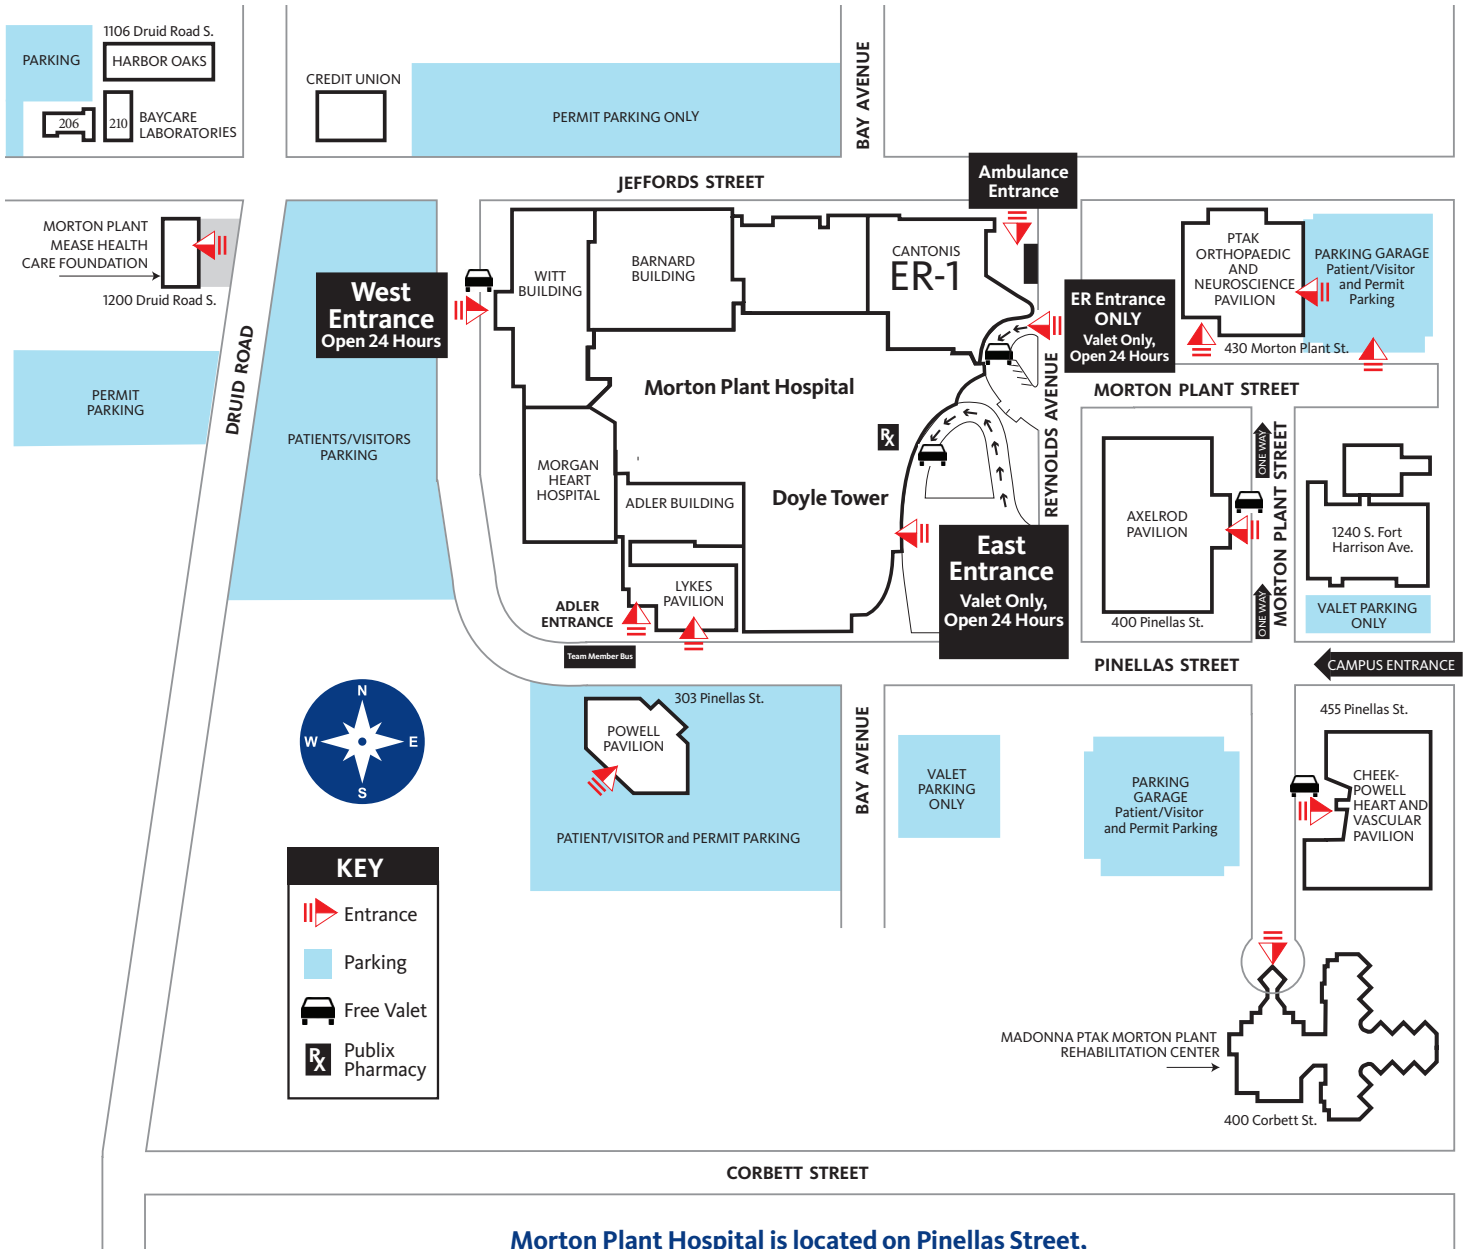 1106 Druid Road S.
PARKING
HARBOR OAKS
206
210
BAYCARE
LABORATORIES
CREDIT UNION
PERMIT PARKING ONLY
BAY AVENUE
JEFFORDS STREET
Ambulance
Entrance
MORTON PLANT
MEASE HEALTH
CARE FOUNDATION
1200 Druid Road S.
DRUID ROAD
PERMIT
PARKING
PATIENTS/VISITORS
PARKING
West
Entrance
Open 24 Hours
WITT
BUILDING
BARNARD
BUILDING
CANTONIS
ER-1
ER Entrance
ONLY
Valet Only,
Open 24 Hours
PTAK
ORTHOPAEDIC
AND
NEUROSCIENCE
PAVILION
PARKING GARAGE
Patient/Visitor
and Permit
Parking
430 Morton Plant St.
MORTON PLANT STREET
Morton Plant Hospital
Rx
REYNOLDS AVENUE
MORGAN
HEART
HOSPITAL
ADLER BUILDING
Doyle Tower
East
Entrance
Valet Only,
Open 24 Hours
AXELROD
PAVILION
400 Pinellas St.
ONE WAY
ONE WAY
MORTON PLANT STREET
1240 S. Fort
Harrison Ave.
VALET PARKING
ONLY
LYKES
PAVILION
ADLER
ENTRANCE
Team Member Bus
PINELLAS STREET
CAMPUS ENTRANCE
N
W
E
S
303 Pinellas St.
POWELL
PAVILION
PATIENT/VISITOR and PERMIT PARKING
BAY AVENUE
VALET
PARKING
ONLY
PARKING
GARAGE
Patient/Visitor
and Permit Parking
455 Pinellas St.
CHEEK-
POWELL
HEART AND
VASCULAR
PAVILION
KEY
Entrance
Parking
Free Valet
Rx
Publix
Pharmacy
MADONNA PTAK MORTON PLANT
REHABILITATION CENTER
400 Corbett St.
CORBETT STREET
Morton Plant Hospital is located on Pinellas Street,